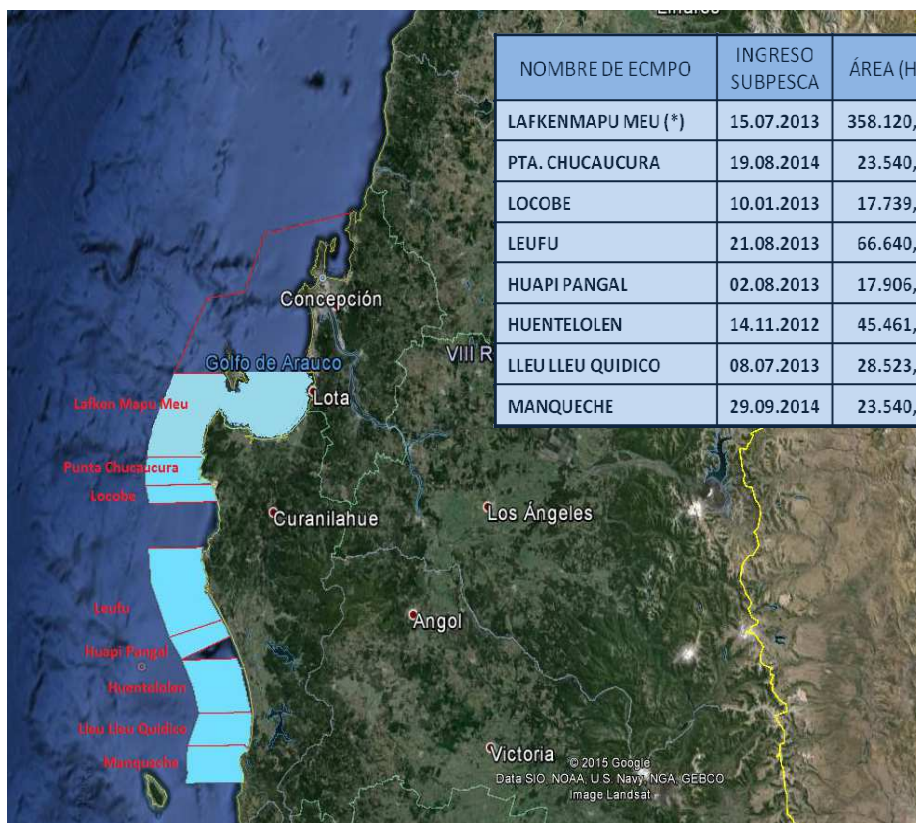 NOMBRE DE ECMPO INGRESO SUBPESCA ÁREA (H
LAFKENMAPU MEU (*) 15.07.2013 358.120,
PTA. CHUCAUCURA 19.08.2014 23.540,
LOCOBE 10.01.2013 17.739,
LEUFU 21.08.2013 66.640,
HUAPI PANGAL 02.08.2013 17.906,
HUENTELOLEN 14.11.2012 45.461,
LLEU LLEU QUIDICO 08.07.2013 28.523,
MANQUECHE 29.09.2014 23.540,
Concepción
VIII R
Golfo de Arauco
Lota
Lafken Mapu Meu
Punta Chucaucura
Locobe
Curanilahue
Los Ángeles
Leufu
Angol
Huapi Pangal
Huentelolen
Lleu Lleu Quidico
Manqueche
Victoria
© 2015 Google
Data SIO, NOAA, U.S. Navy, NGA, GEBCO
Image Landsat